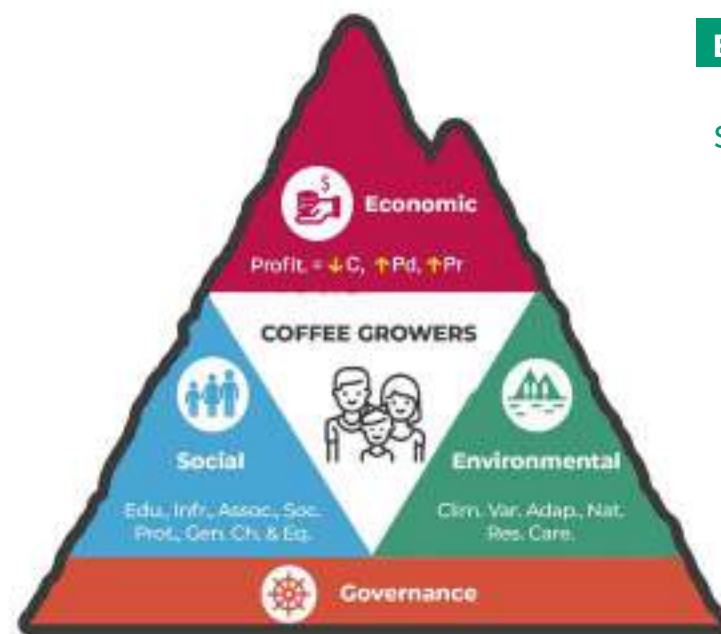 $
Economic
Profit. = ↓C, ↑Pd, ↑Pr
COFFEE GROWERS
Social
Environmental
Edu., Infr., Assoc., Soc.
Prot., Gen. Ch. & Eq.
Clim. Var. Adap., Nat.
Res. Care.
Governance